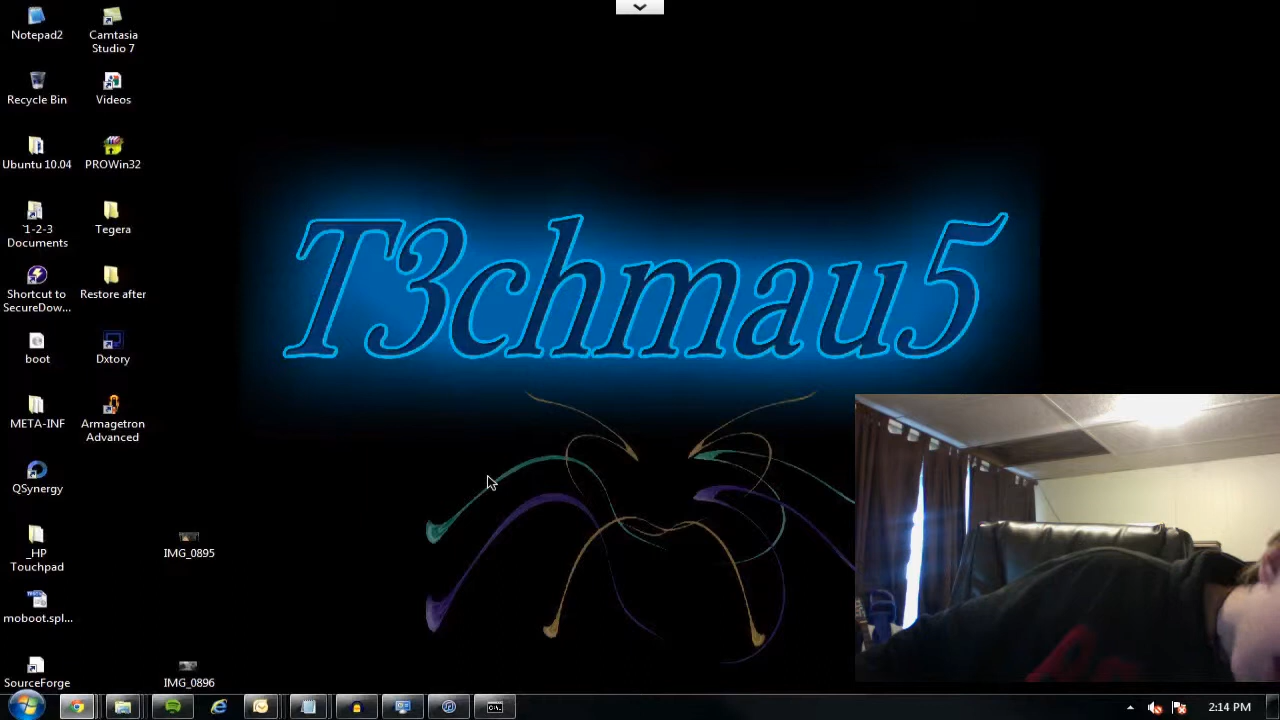 Notepad2
Camtasia
Studio 7
Recycle Bin
Videos
Ubuntu 10.04
PROWin32
1-2-3
Documents
Tegera
Shortcut to
SecureDow...
Restore after
boot
Dxtory
META-INF
Armagetron
Advanced
QSynergy
_HP
Touchpad
moboot.spl...
SourceForge
IMG_0895
IMG_0896
T3chmau5
2:14 PM